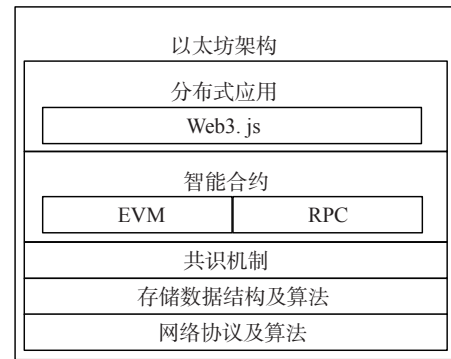 以太坊架构
分布式应用
Web3. js
智能合约
EVM RPC
共识机制
存储数据结构及算法
网络协议及算法